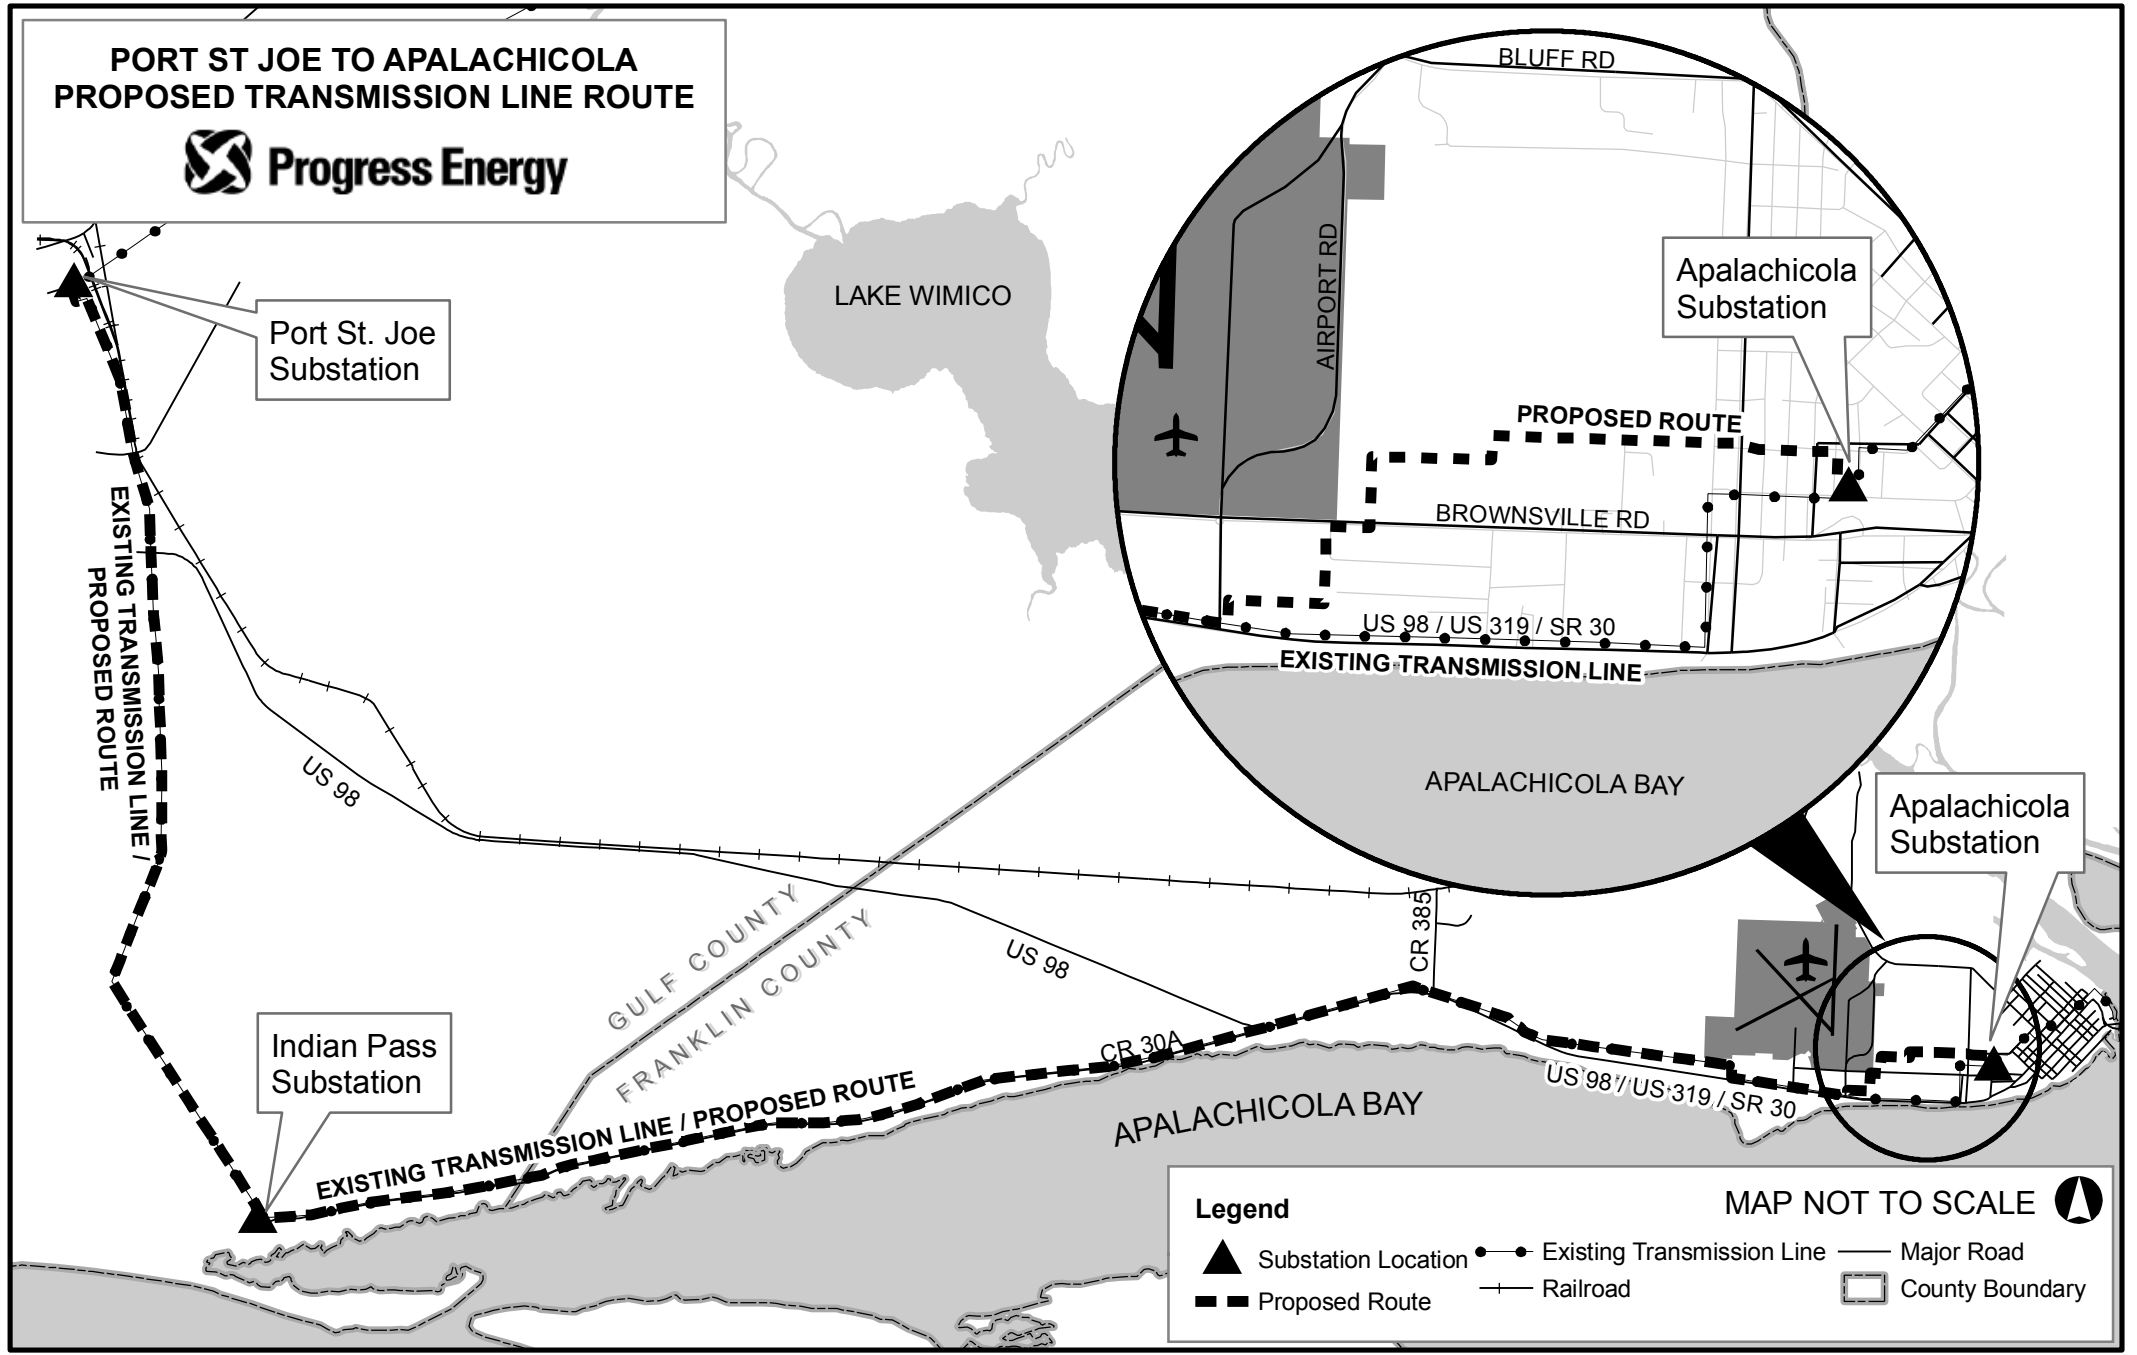 PORT ST JOE TO APALACHICOLA
PROPOSED TRANSMISSION LINE ROUTE
Progress Energy
Port St. Joe
Substation
LAKE WIMICO
BLUFF RD
AIRPORT RD
Apalachicola
Substation
PROPOSED ROUTE
BROWNSVILLE RD
US 98 / US 319 / SR 30
EXISTING TRANSMISSION LINE
APALACHICOLA BAY
EXISTING TRANSMISSION LINE /
PROPOSED ROUTE
US 98
GULF COUNTY
FRANKLIN COUNTY
US 98
CR 385
Apalachicola
Substation
Indian Pass
Substation
CR 30A
EXISTING TRANSMISSION LINE / PROPOSED ROUTE
US 98 / US 319 / SR 30
APALACHICOLA BAY
Legend
MAP NOT TO SCALE
Substation Location
Existing Transmission Line
Major Road
Proposed Route
Railroad
County Boundary